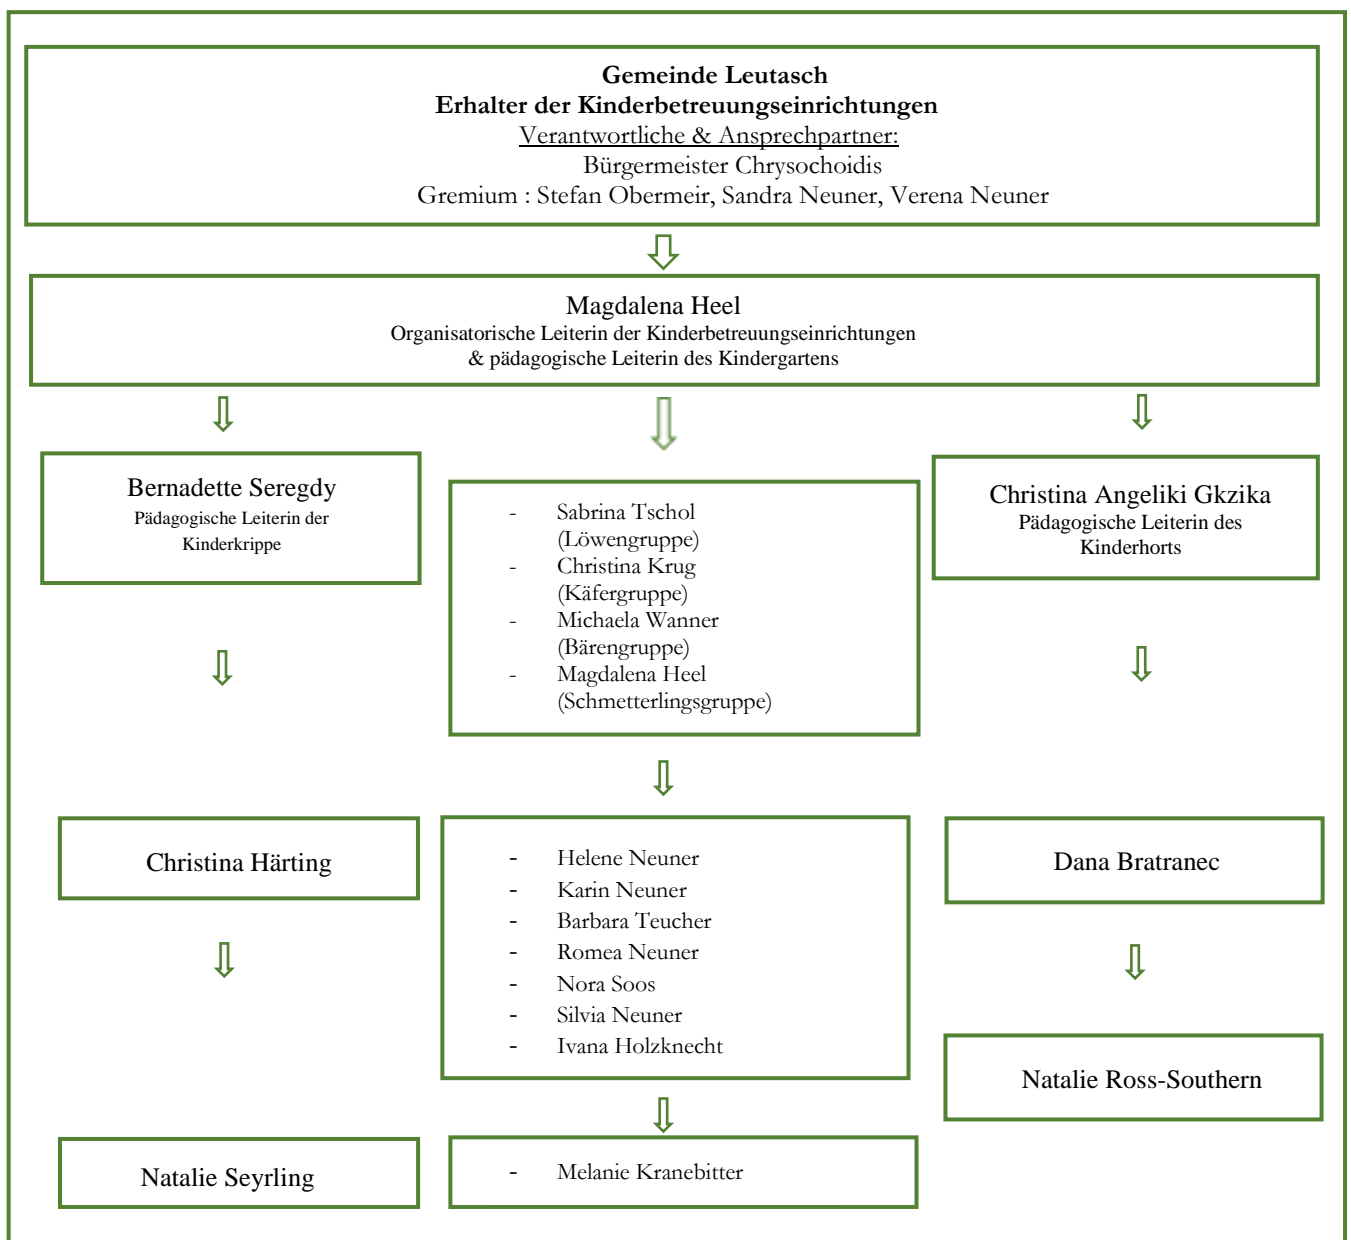 Gemeinde Leutasch
Erhalter der Kinderbetreuungseinrichtungen
Verantwortliche & Ansprechpartner:
Bürgermeister Chrysochoidis
Gremium : Stefan Obermeir, Sandra Neuner, Verena Neuner
Magdalena Heel
Organisatorische Leiterin der Kinderbetreuungseinrichtungen
& pädagogische Leiterin des Kindergartens
Bernadette Seregdy
Pädagogische Leiterin der
Kinderkrippe
- Sabrina Tschol
(Löwengruppe)
- Christina Krug
(Käfergruppe)
- Michaela Wanner
(Bärengruppe)
- Magdalena Heel
(Schmetterlingsgruppe)
Christina Angeliki Gkzika
Pädagogische Leiterin des
Kinderhorts
Christina Härting
- Helene Neuner
- Karin Neuner
- Barbara Teucher
- Romea Neuner
- Nora Soos
- Silvia Neuner
- Ivana Holzknecht
Dana Bratranec
Natalie Ross-Southern
Natalie Seyrling
- Melanie Kranebitter